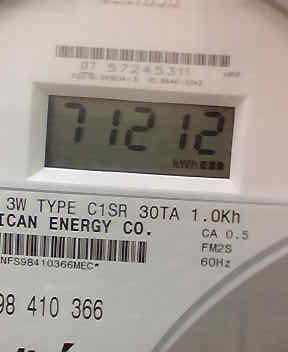 07 57245311
71212
kWh
3W TYPE C1SR 30TA 1.0Kh
ICAN ENERGY CO.
CA 0.5
FM2S
NFS98410366MEC*
60Hz
98 410 366